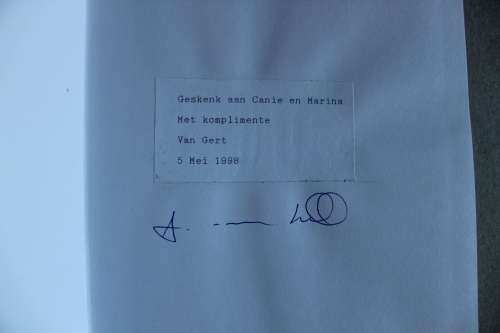 Geskenk aan Canie en Marina
Met komplimente
Van Gert
5 Mei 1998